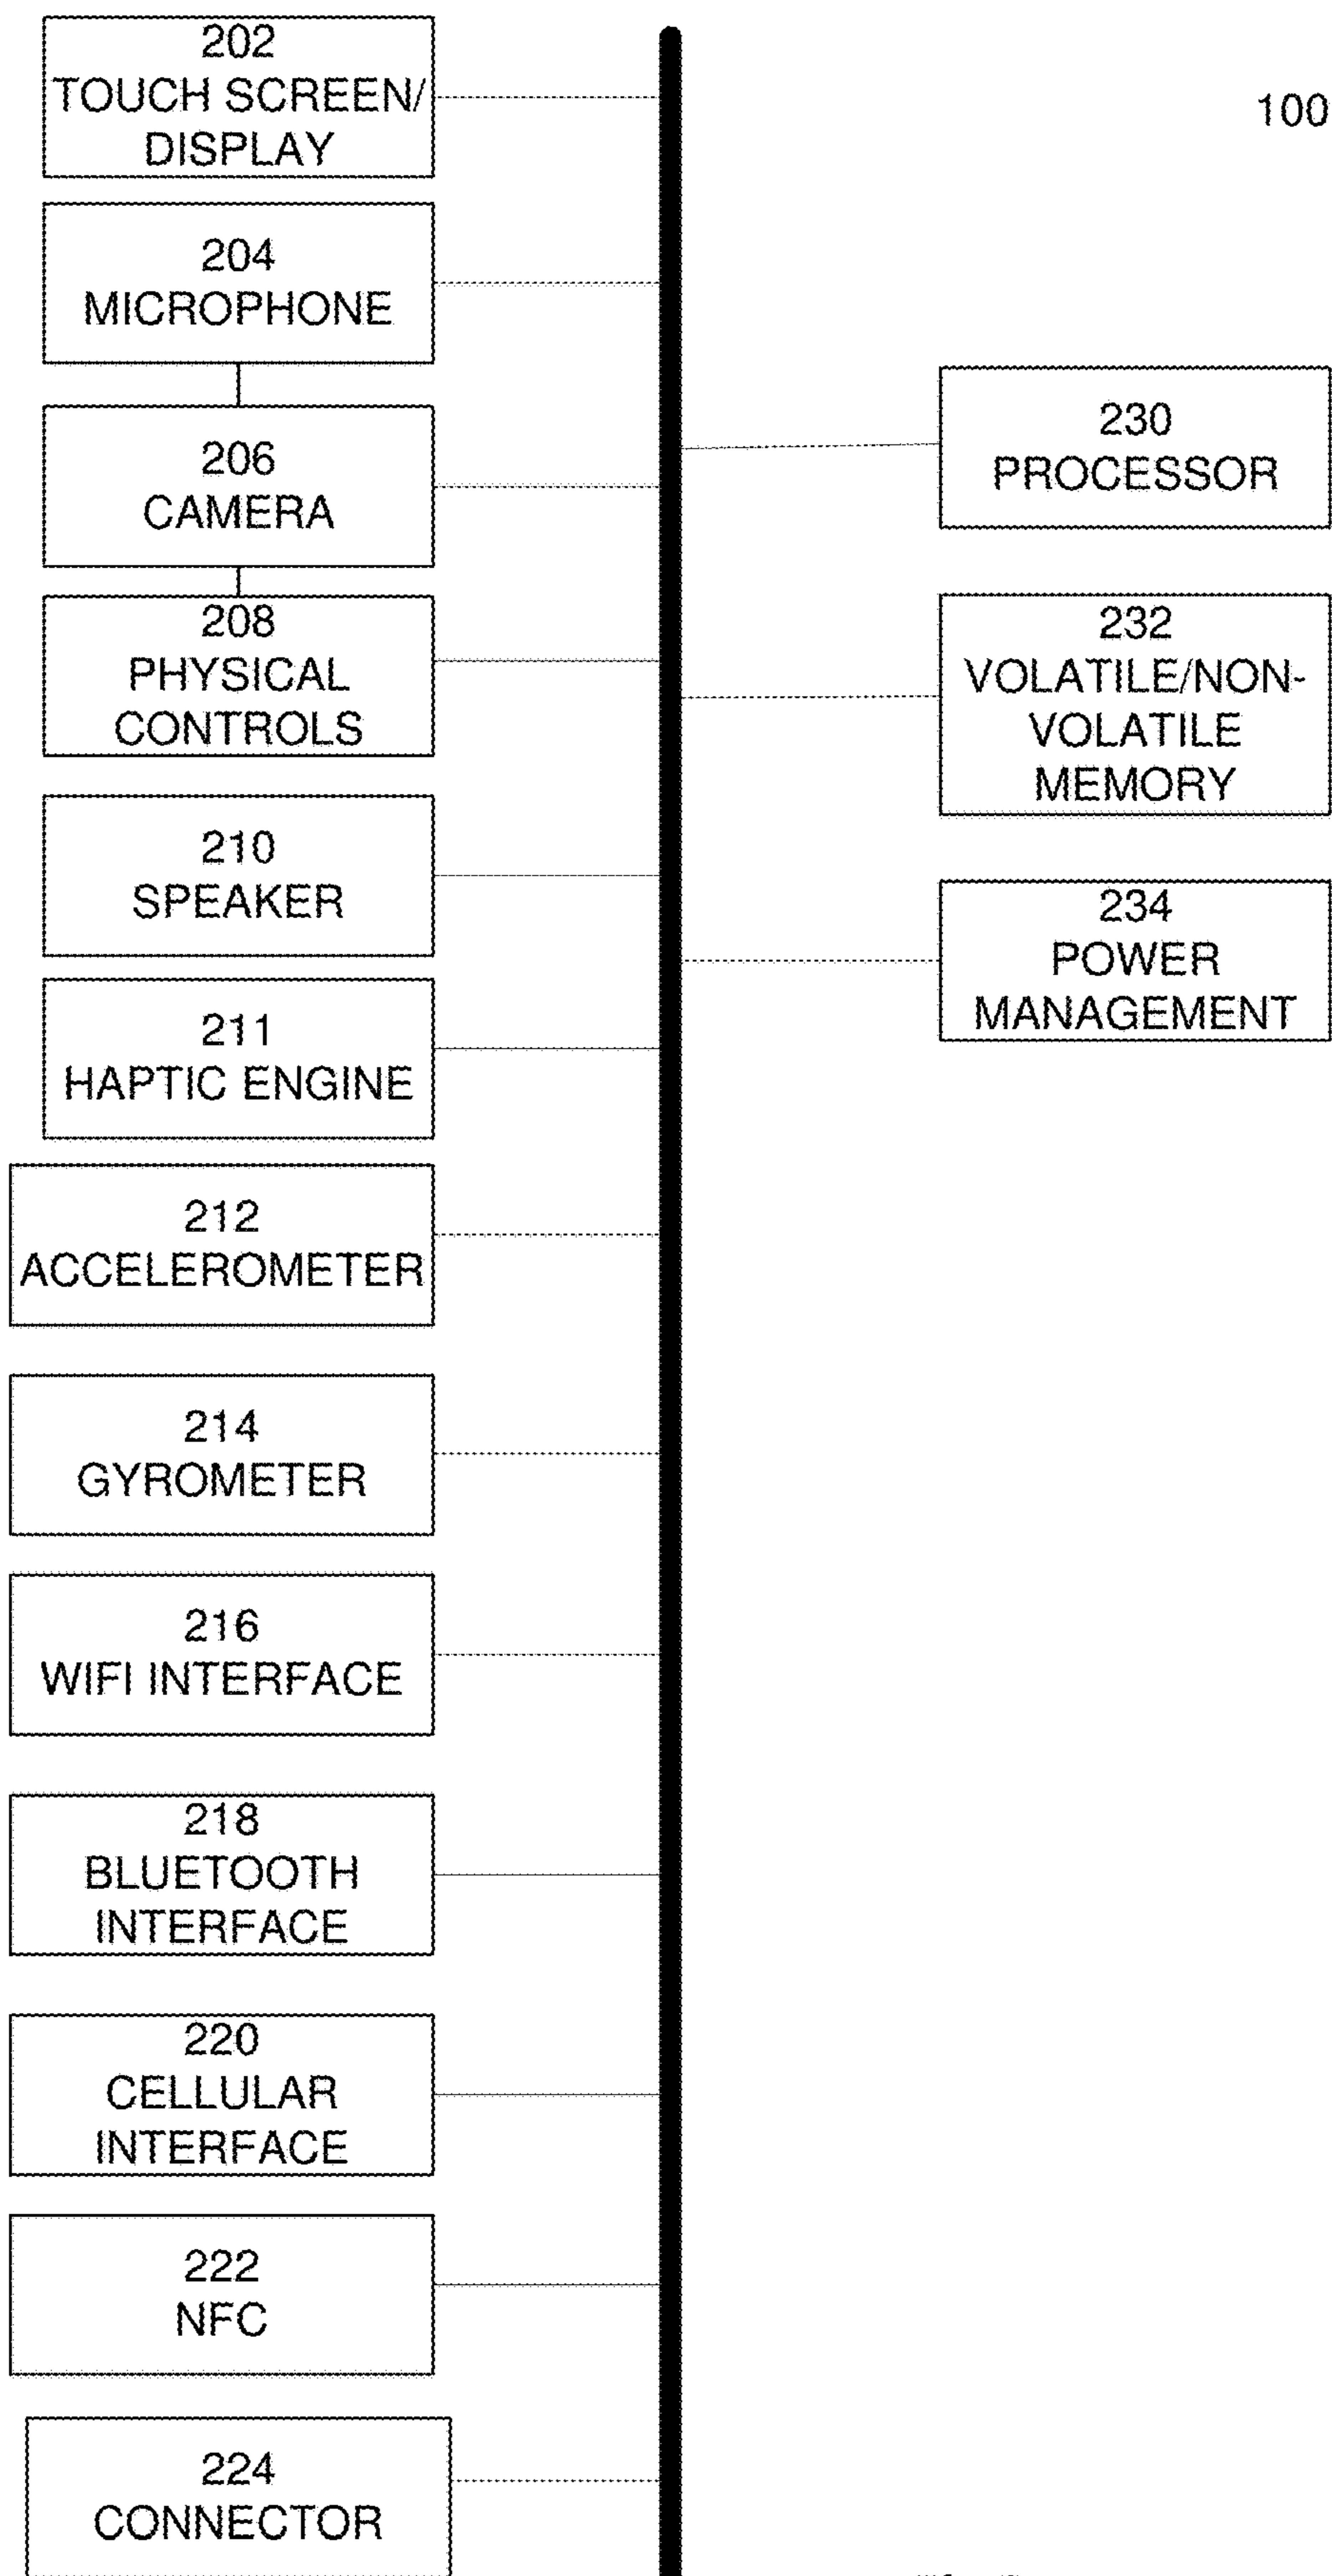 202
TOUCH SCREEN/
DISPLAY
100
204
MICROPHONE
206
CAMERA
230
PROCESSOR
208
PHYSICAL
CONTROLS
232
VOLATILE/NON-
VOLATILE
MEMORY
210
SPEAKER
234
POWER
MANAGEMENT
211
HAPTIC ENGINE
212
ACCELEROMETER
214
GYROMETER
216
WIFI INTERFACE
218
BLUETOOTH
INTERFACE
220
CELLULAR
INTERFACE
222
NFC
224
CONNECTOR